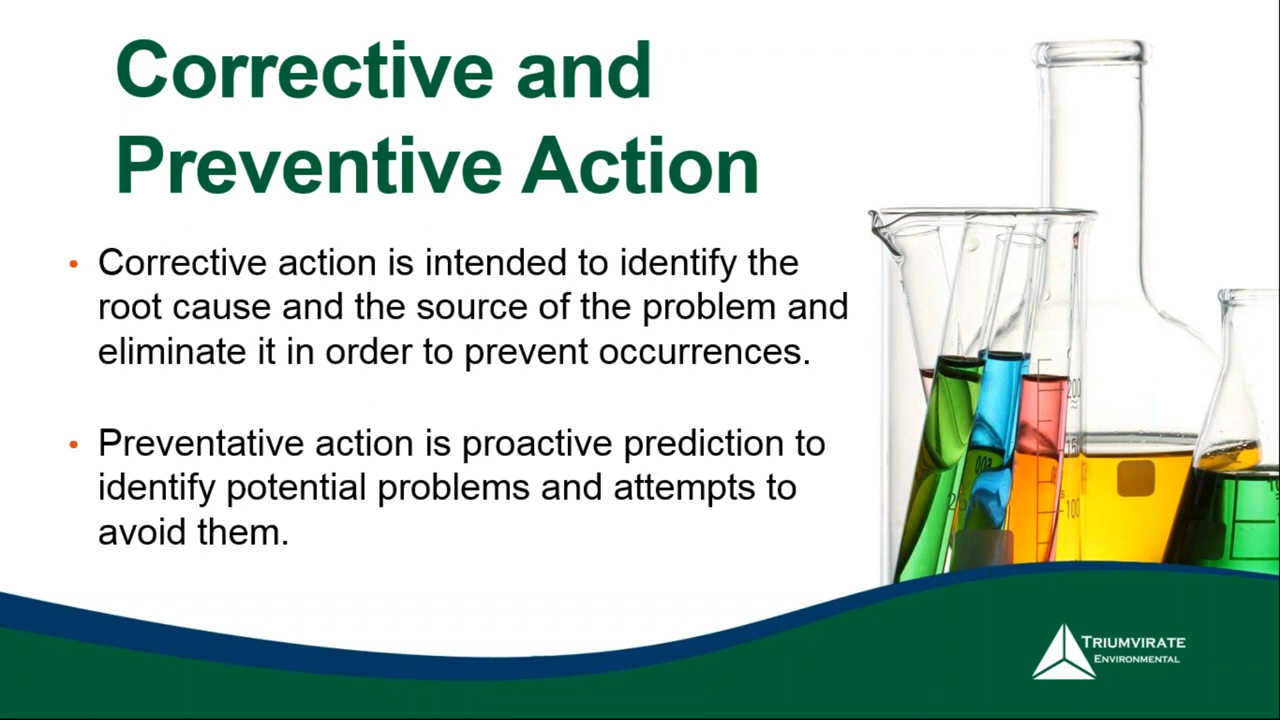 Corrective and
Preventive Action
• Corrective action is intended to identify the
root cause and the source of the problem and
eliminate it in order to prevent occurrences.
• Preventative action is proactive prediction to
identify potential problems and attempts to
avoid them.
200
100
TRIUMVIRATE
ENVIRONMENTAL